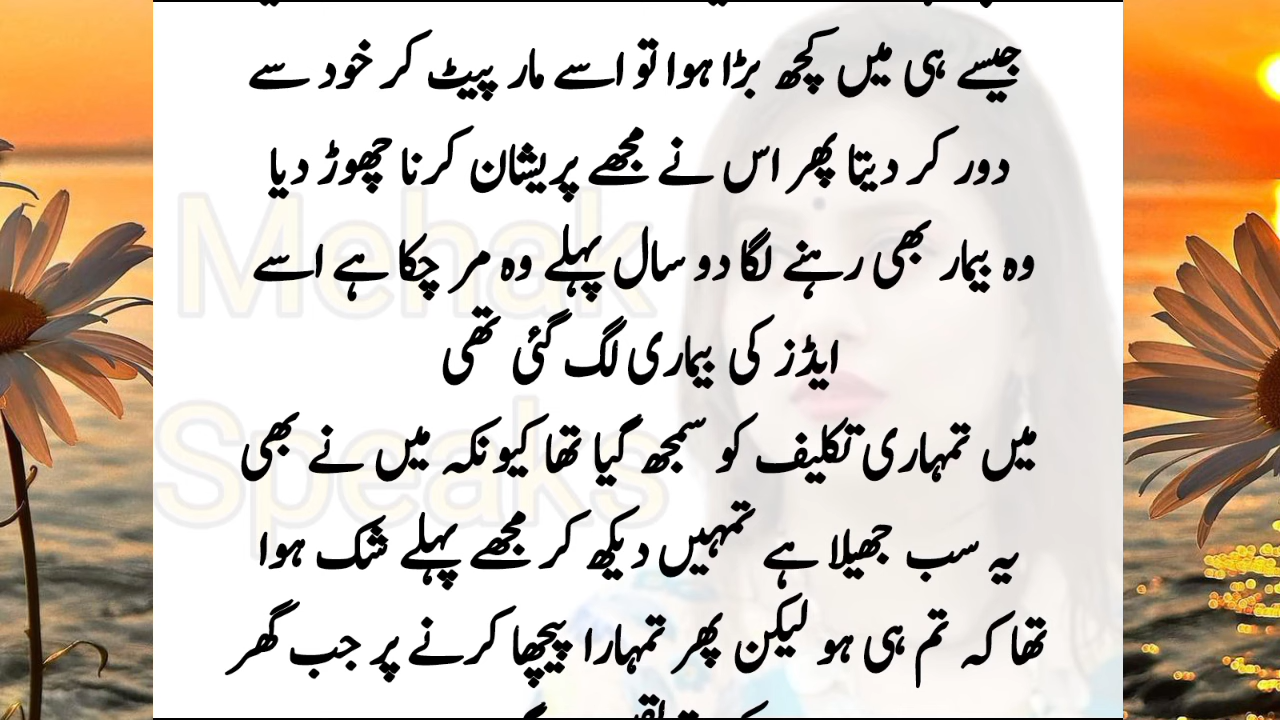 جیسے ہی میں کچھ بڑا ہوا تو اسے مار پیٹ کر خود سے
دور کر دیتا پھر اس نے مجھے پریشان کرنا چھوڑ دیا
وہ بیمار بھی رہنے لگا دو سال پہلے وہ مر چکا ہے اسے
ایڈز کی بیماری لگ گئی تھی
میں تمہاری تکلیف کو سمجھ گیا تھا کیونکہ میں نے بھی
یہ سب جھیلا ہے تمہیں دیکھ کر مجھے پہلے شک ہوا
تھا کہ تم ہی ہو لیکن پھر تمہارا پیچھا کرنے پر جب گھر
Mehak
Speaks